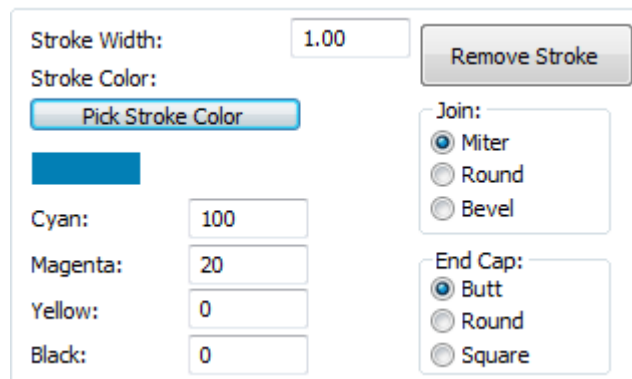 Stroke Width: 1.00
Remove Stroke
Stroke Color:
Pick Stroke Color
Cyan: 100
Magenta: 20
Yellow: 0
Black: 0
Join:
Miter
Round
Bevel
End Cap:
Butt
Round
Square